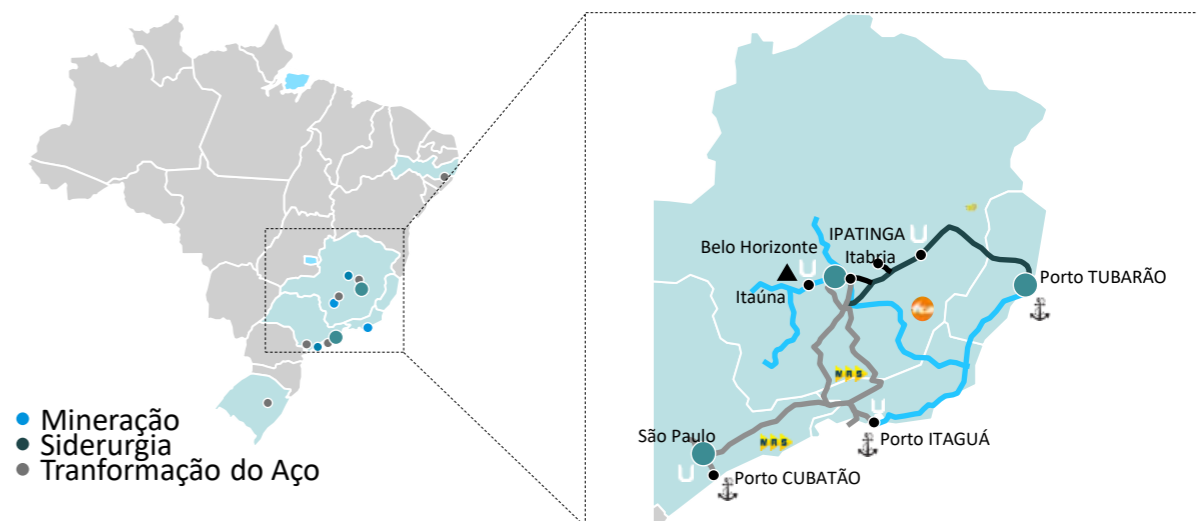 Mineração
Siderurgia
Tranformação do Aço
IPATINGA
Belo Horizonte
Itabria
Itaúna
Porto TUBARÃO
São Paulo
Porto ITAGUÁ
Porto CUBATÃO